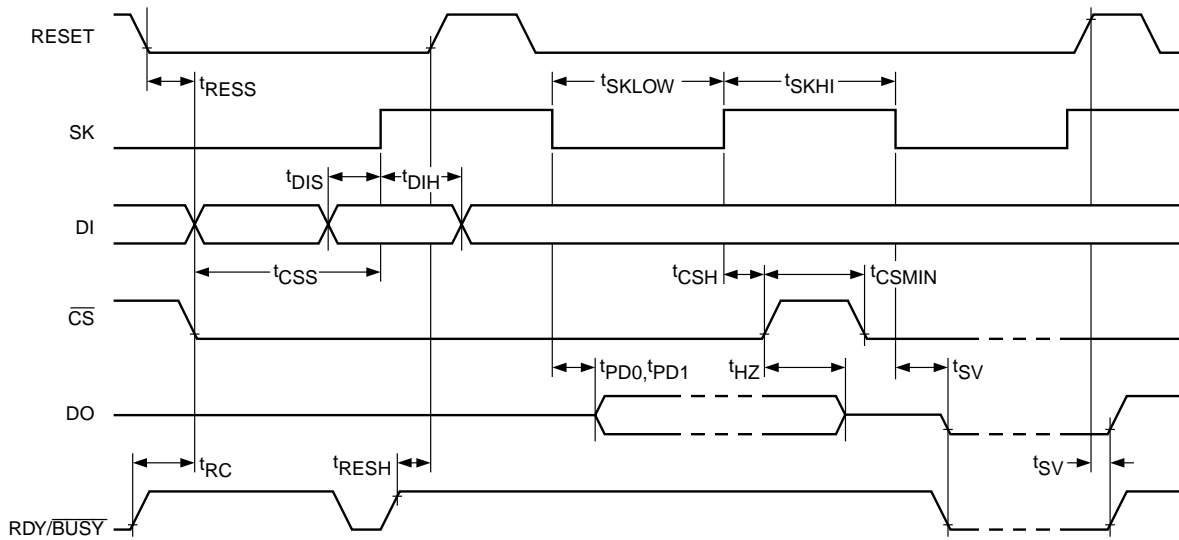 RESET
tRESS
tSKLOW
tSKHI
SK
tDIS
tDIH
DI
tCSS
tCSH
tCSMIN
CS
tPD0,tPD1
tHZ
tSV
DO
tRC
tRESH
tSV
RDY/BUSY